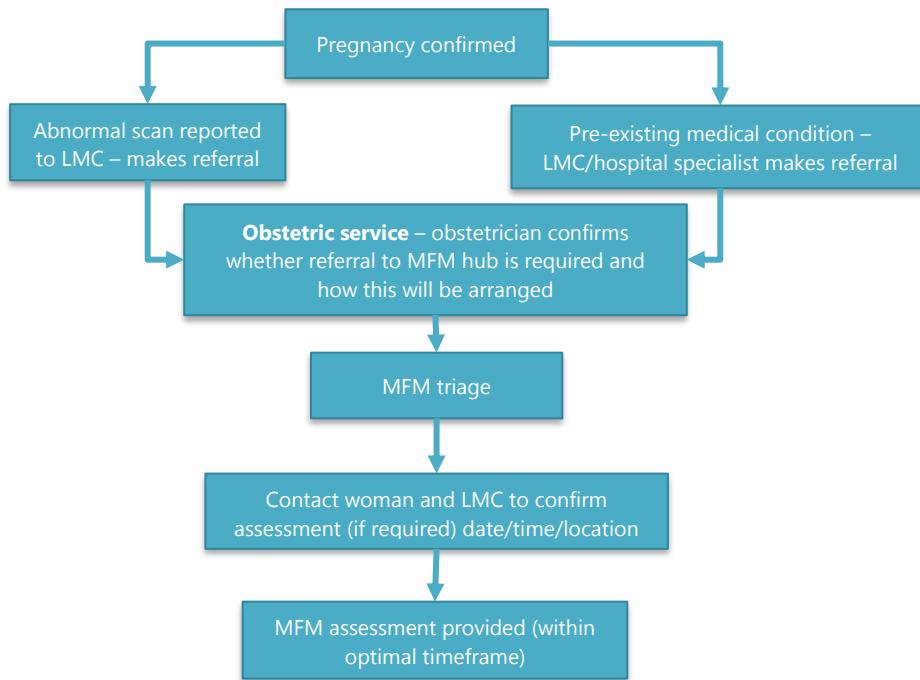 Pregnancy confirmed
Abnormal scan reported
to LMC – makes referral
Pre-existing medical condition –
LMC/hospital specialist makes referral
Obstetric service – obstetrician confirms
whether referral to MFM hub is required and
how this will be arranged
MFM triage
Contact woman and LMC to confirm
assessment (if required) date/time/location
MFM assessment provided (within
optimal timeframe)